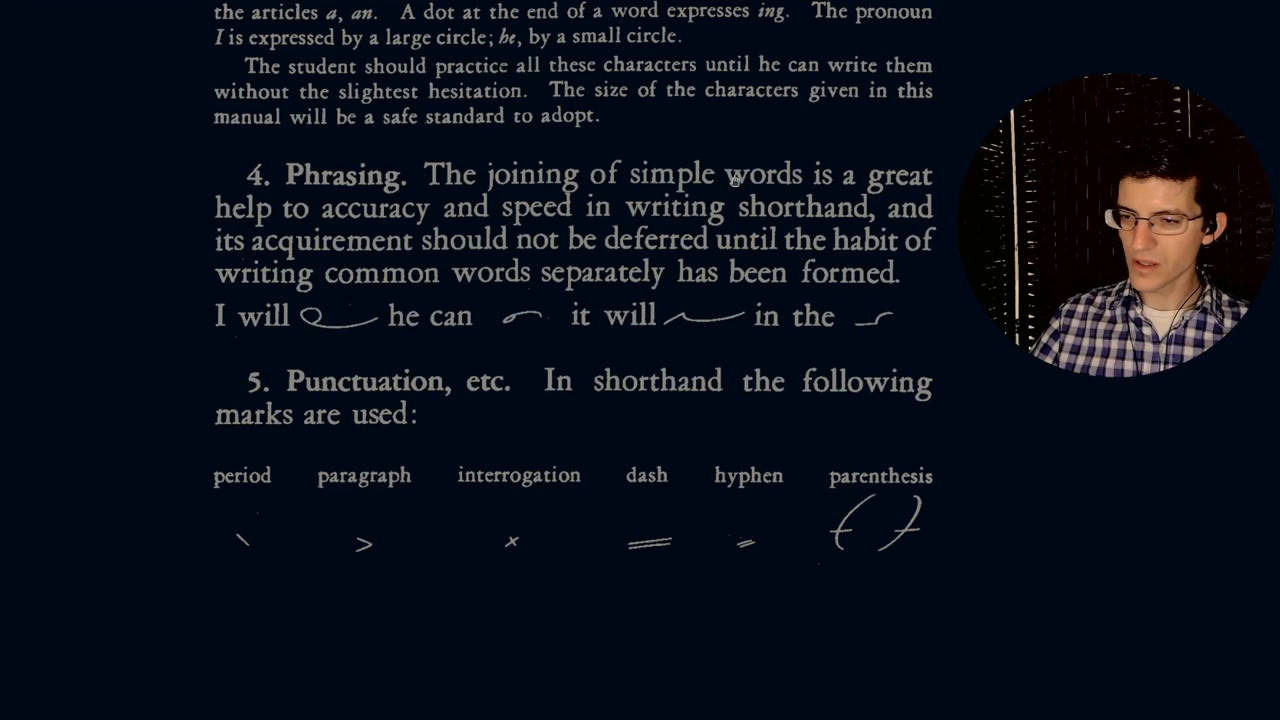 the articles a, an. A dot at the end of a word expresses ing. The pronoun
I is expressed by a large circle; he, by a small circle.
The student should practice all these characters until he can write them
without the slightest hesitation. The size of the characters given in this
manual will be a safe standard to adopt.
4. Phrasing. The joining of simple words is a great
help to accuracy and speed in writing shorthand, and
its acquirement should not be deferred until the habit of
writing common words separately has been formed.
I will he can it will in the
5. Punctuation, etc. In shorthand the following
marks are used:
period paragraph interrogation dash hyphen parenthesis